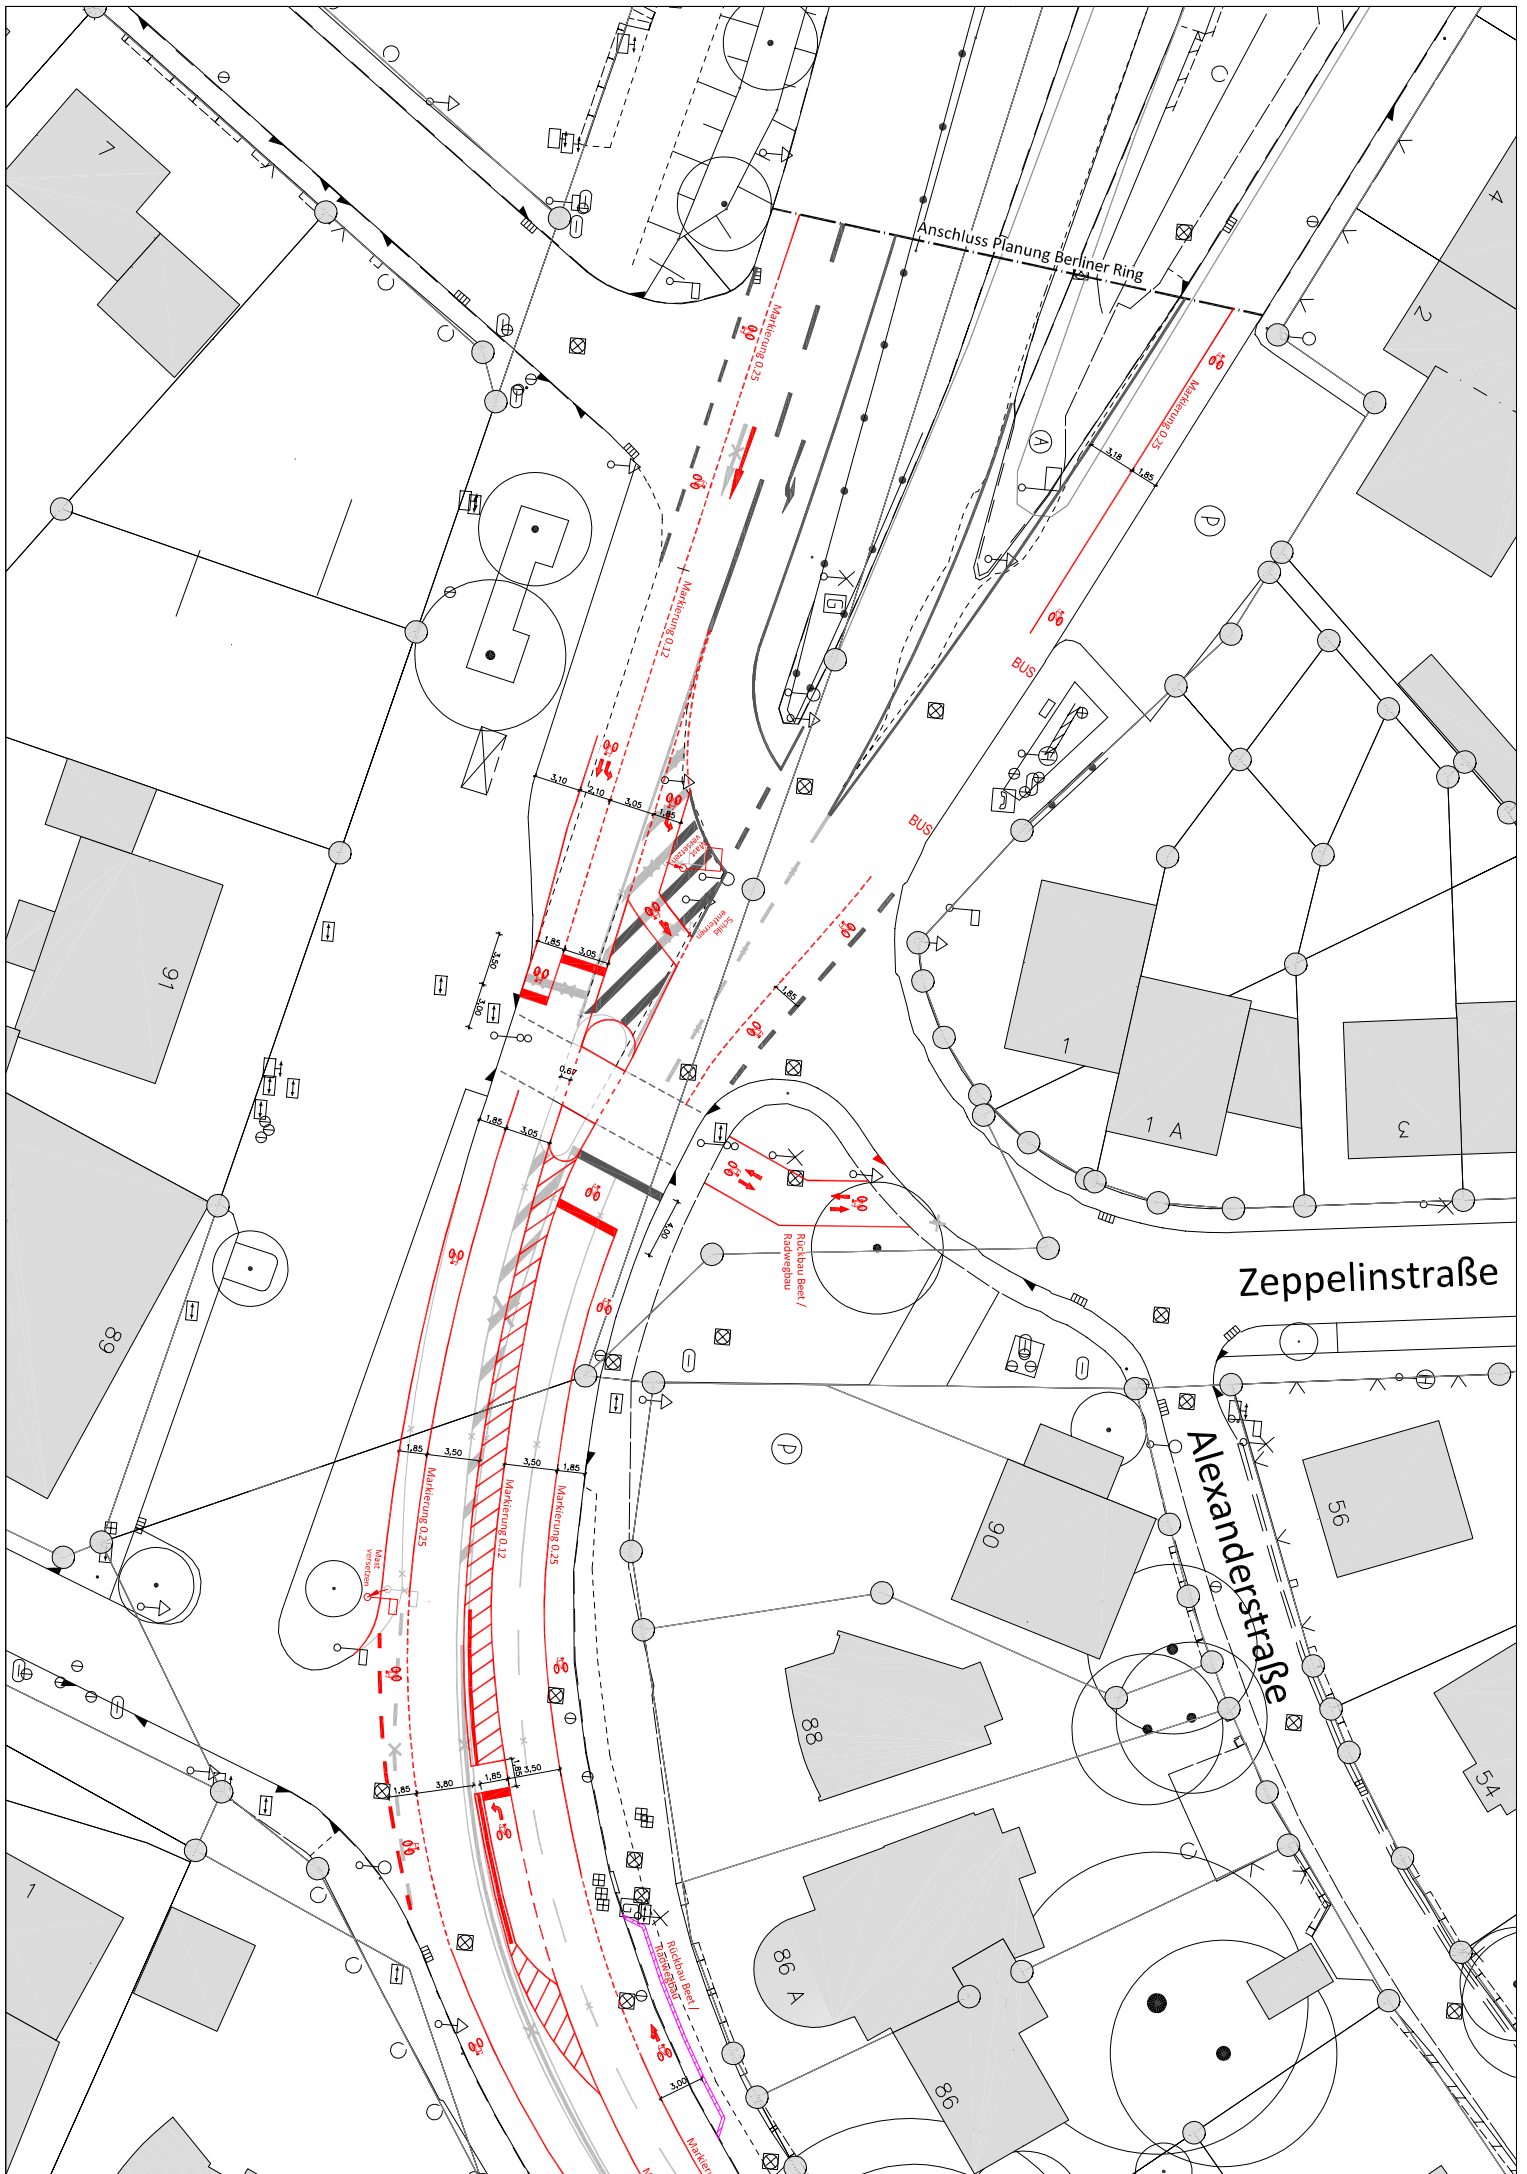 7
4
2
Anschluss Planung Berliner Ring
Markierung 0.25
Markierung 0.25
A
3,18
1,85
P
G
Markierung 0.12
BUS
BUS
3,10
2,10
3,05
1,85
Mast
versetzen
Schild
entfernen
1,85
3,05
3,50
3,00
1,85
91
1
1 A
3
0,67
1,85
3,05
4,00
Rückbau Beet /
Radwegbau
Zeppelinstraße
89
H
P
1,85
3,50
3,50
1,85
Markierung 0.25
Markierung 0.12
Markierung 0.25
Alexanderstraße
90
56
Mast
versetzen
88
54
1,85
3,80
1,85
1,85
3,50
1
G
Rückbau Beet /
Radwegbau
86 A
86
3,00